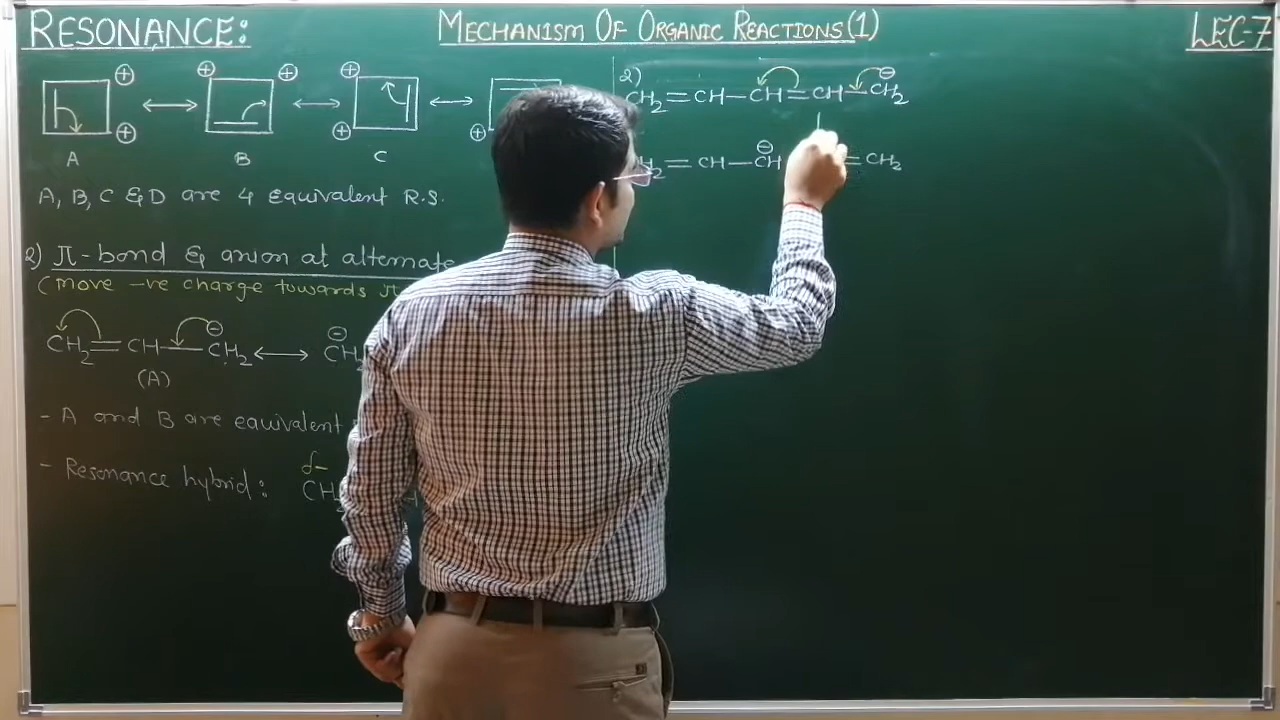 RESONANCE:
MECHANISM OF ORGANIC REACTIONS(1)
LEC-7
⊕ ⊕ ⊕ ⊕
⊕ ⊕ ⊕
A B C
A, B, C & D are 4 Equivalent R.S.
2) π-bond & anion at alternate
(move -ve charge towards π
CH₂=CH—CH₂⊖ ⟷ ⊖CH
(A)
- A and B are equivalent
- Resonance hybrid: δ-
CH₂ H
2)
CH₂=CH—CH=CH—CH₂⊖
H₂=CH—CH⊖ =CH₂